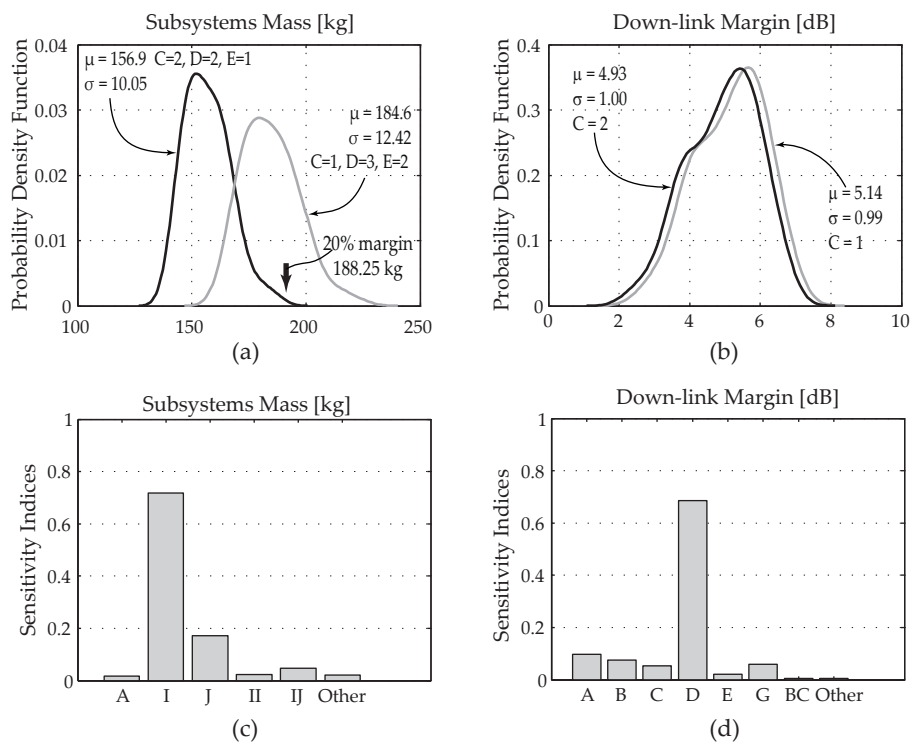 Subsystems Mass [kg]
Probability Density Function
0.04
0.03
0.02
0.01
0
100
150
200
250
μ = 156.9 C=2, D=2, E=1
σ = 10.05
μ = 184.6
σ = 12.42
C=1, D=3, E=2
20% margin
188.25 kg
(a)
Down-link Margin [dB]
Probability Density Function
0.4
0.3
0.2
0.1
0
0
2
4
6
8
10
μ = 4.93
σ = 1.00
C = 2
μ = 5.14
σ = 0.99
C = 1
(b)
Subsystems Mass [kg]
Sensitivity Indices
1
0.8
0.6
0.4
0.2
0
A I J II IJ Other
(c)
Down-link Margin [dB]
Sensitivity Indices
1
0.8
0.6
0.4
0.2
0
A B C D E G BC Other
(d)